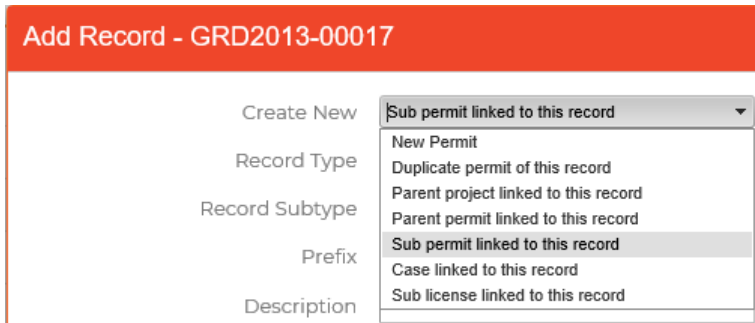 Add Record - GRD2013-00017
Create New
Sub permit linked to this record
New Permit
Record Type
Duplicate permit of this record
Parent project linked to this record
Record Subtype
Parent permit linked to this record
Sub permit linked to this record
Prefix
Case linked to this record
Sub license linked to this record
Description